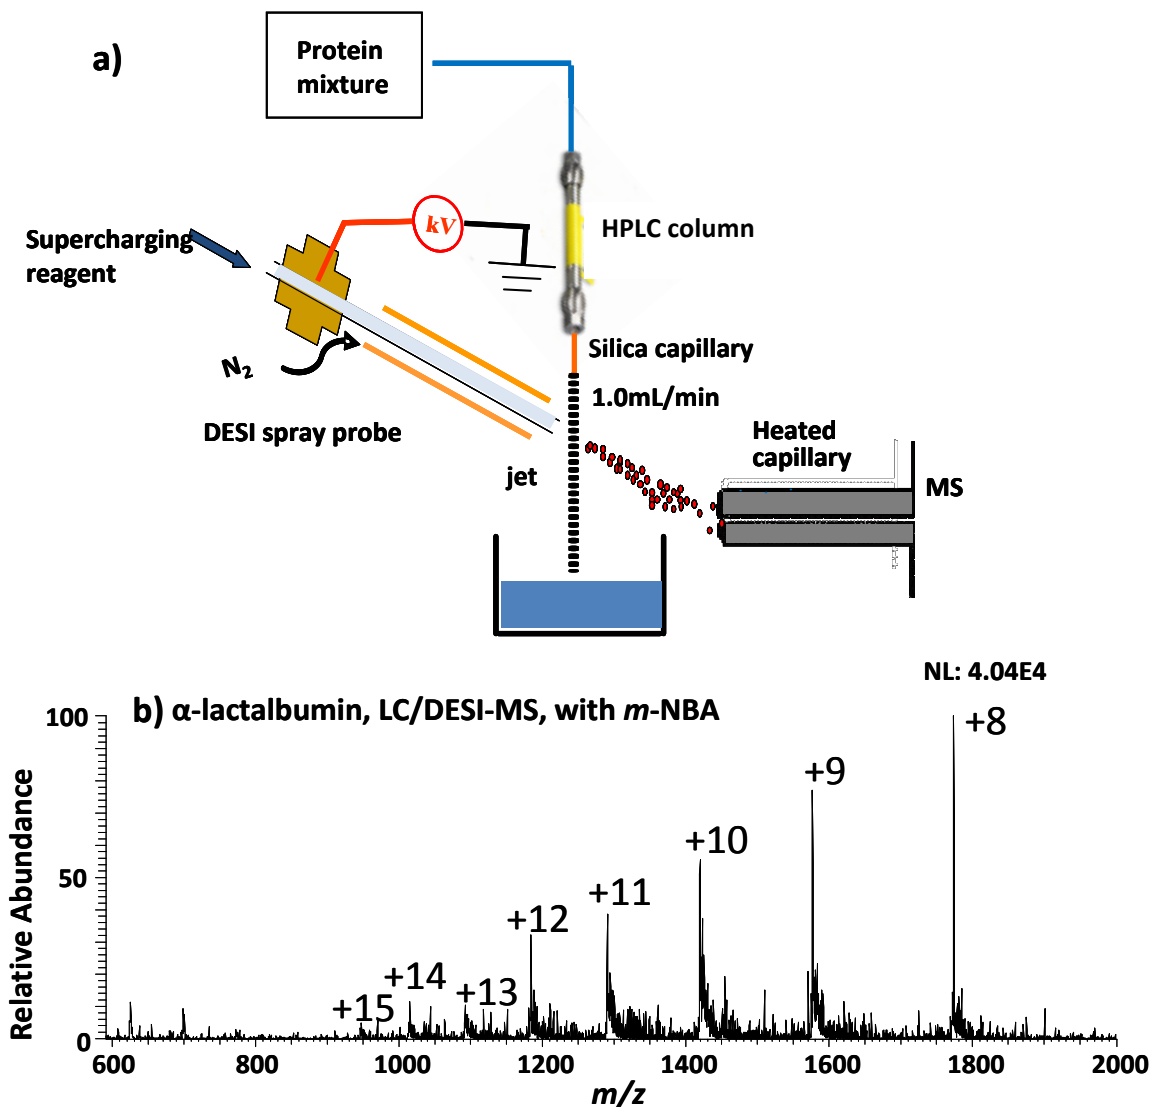 a)
Protein
mixture
kV
HPLC column
Supercharging
reagent
N2
Silica capillary
1.0mL/min
DESI spray probe
Heated
capillary
jet
MS
NL: 4.04E4
b) α-lactalbumin, LC/DESI-MS, with m-NBA
100
+8
+9
+10
50
+11
+12
+14
+13
+15
0
Relative Abundance
600 800 1000 1200 1400 1600 1800 2000
m/z